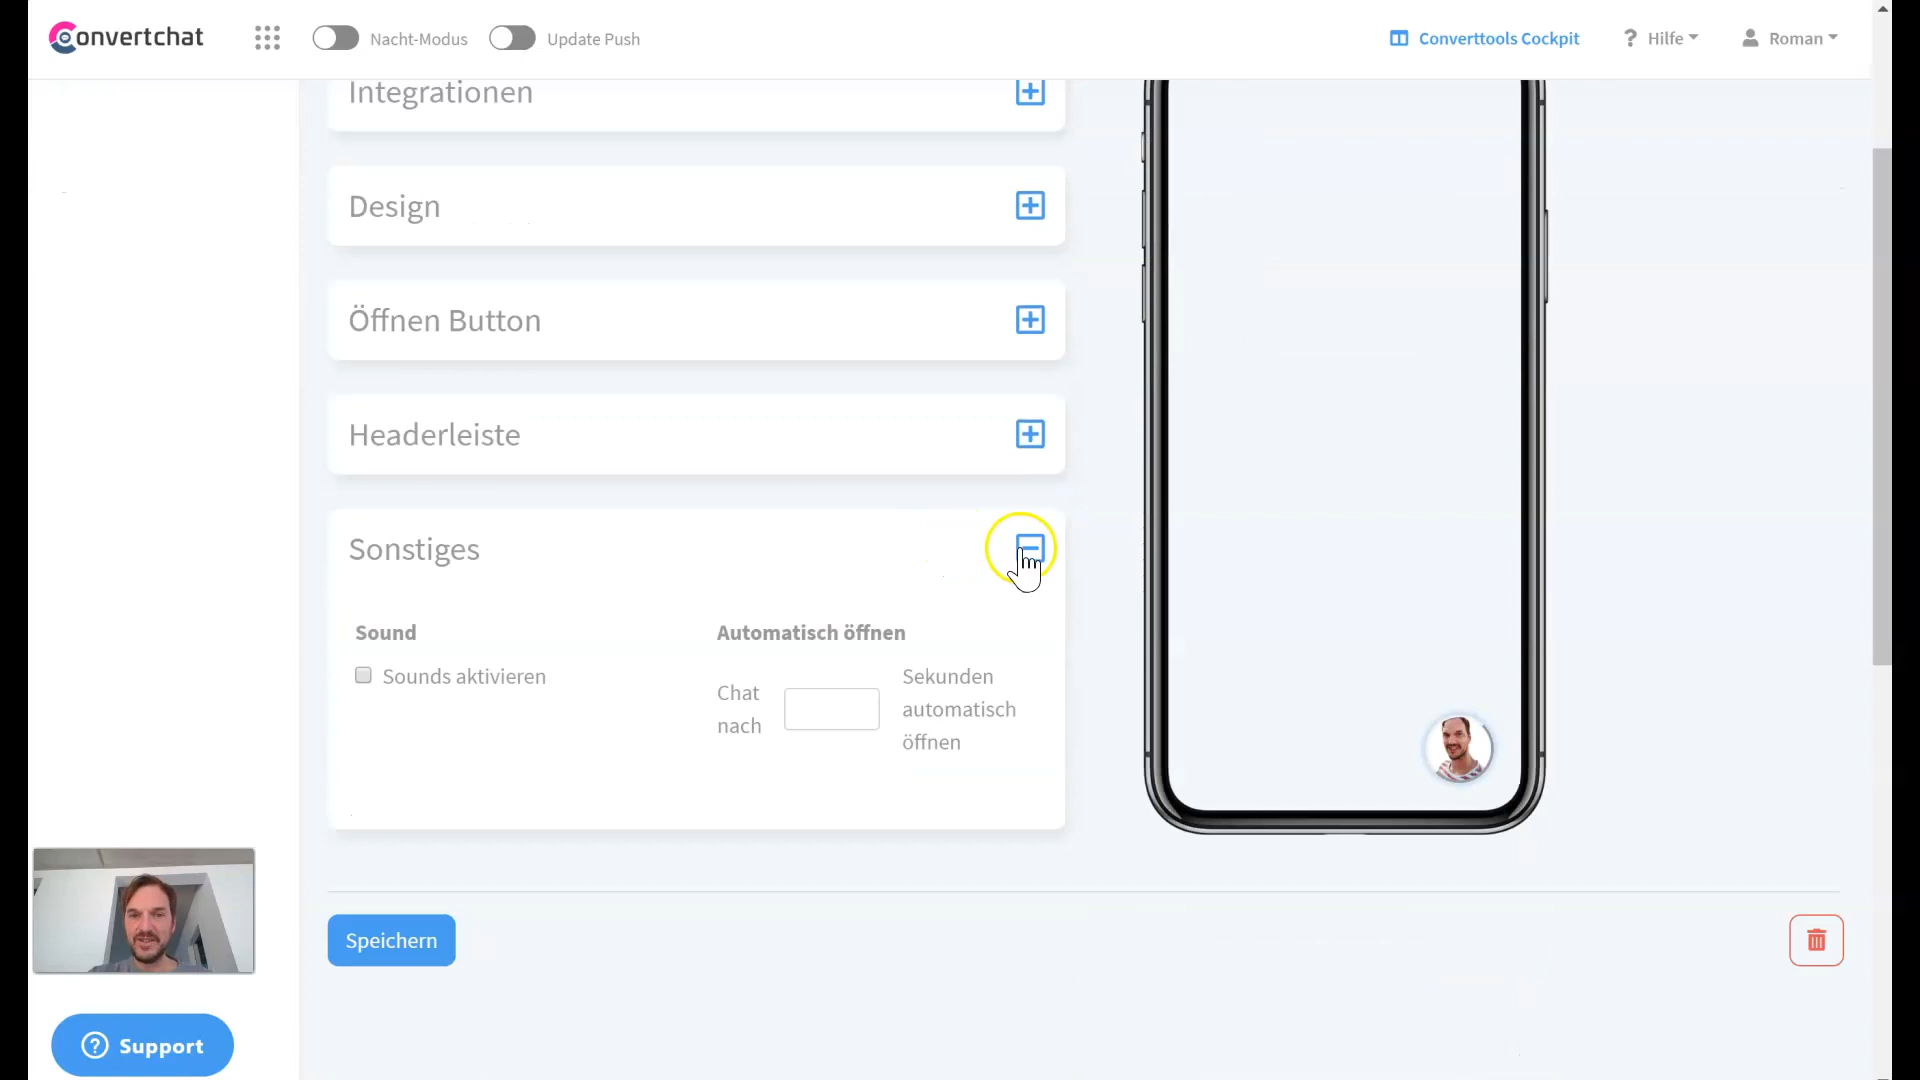 Convertchat
Nacht-Modus
Update Push
Converttools Cockpit
? Hilfe
Roman
Integrationen
Design
Öffnen Button
Headerleiste
Sonstiges
Sound
Automatisch öffnen
Sounds aktivieren
Chat nach
Sekunden automatisch öffnen
Speichern
? Support